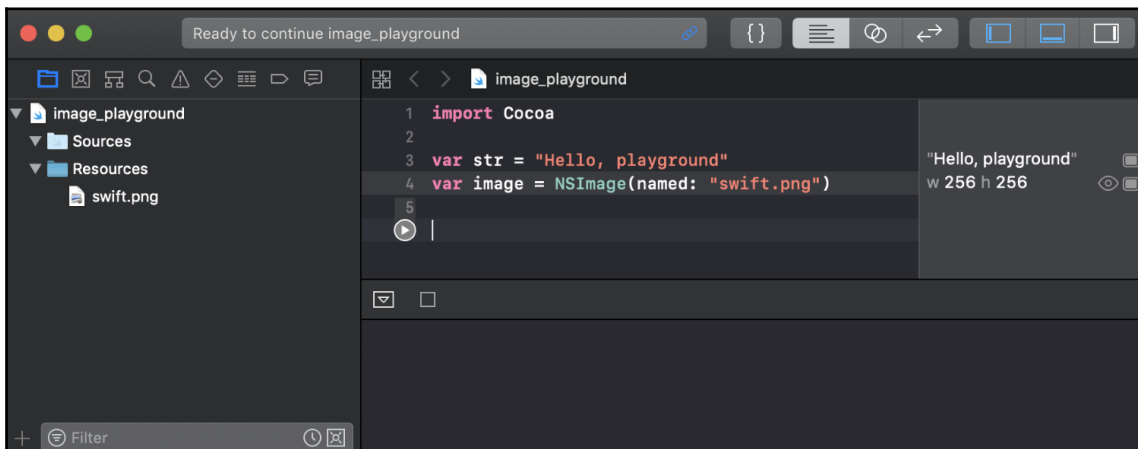 Ready to continue image_playground
{}
image_playground
Sources
Resources
swift.png
Filter
image_playground
1 import Cocoa
2
3 var str = "Hello, playground"
4 var image = NSImage(named: "swift.png")
5
"Hello, playground"
w 256 h 256